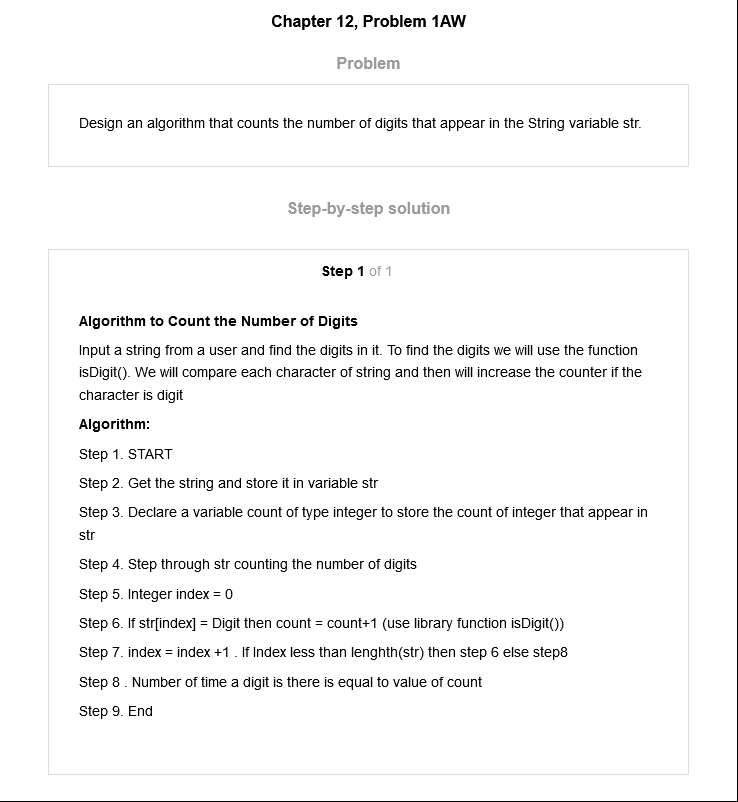 Chapter 12, Problem 1AW
Problem
Design an algorithm that counts the number of digits that appear in the String variable str.
Step-by-step solution
Step 1 of 1
Algorithm to Count the Number of Digits
Input a string from a user and find the digits in it. To find the digits we will use the function
isDigit(). We will compare each character of string and then will increase the counter if the
character is digit
Algorithm:
Step 1. START
Step 2. Get the string and store it in variable str
Step 3. Declare a variable count of type integer to store the count of integer that appear in
str
Step 4. Step through str counting the number of digits
Step 5. Integer index = 0
Step 6. If str[index] = Digit then count = count+1 (use library function isDigit())
Step 7. index = index +1 . If Index less than lenghth(str) then step 6 else step8
Step 8 . Number of time a digit is there is equal to value of count
Step 9. End